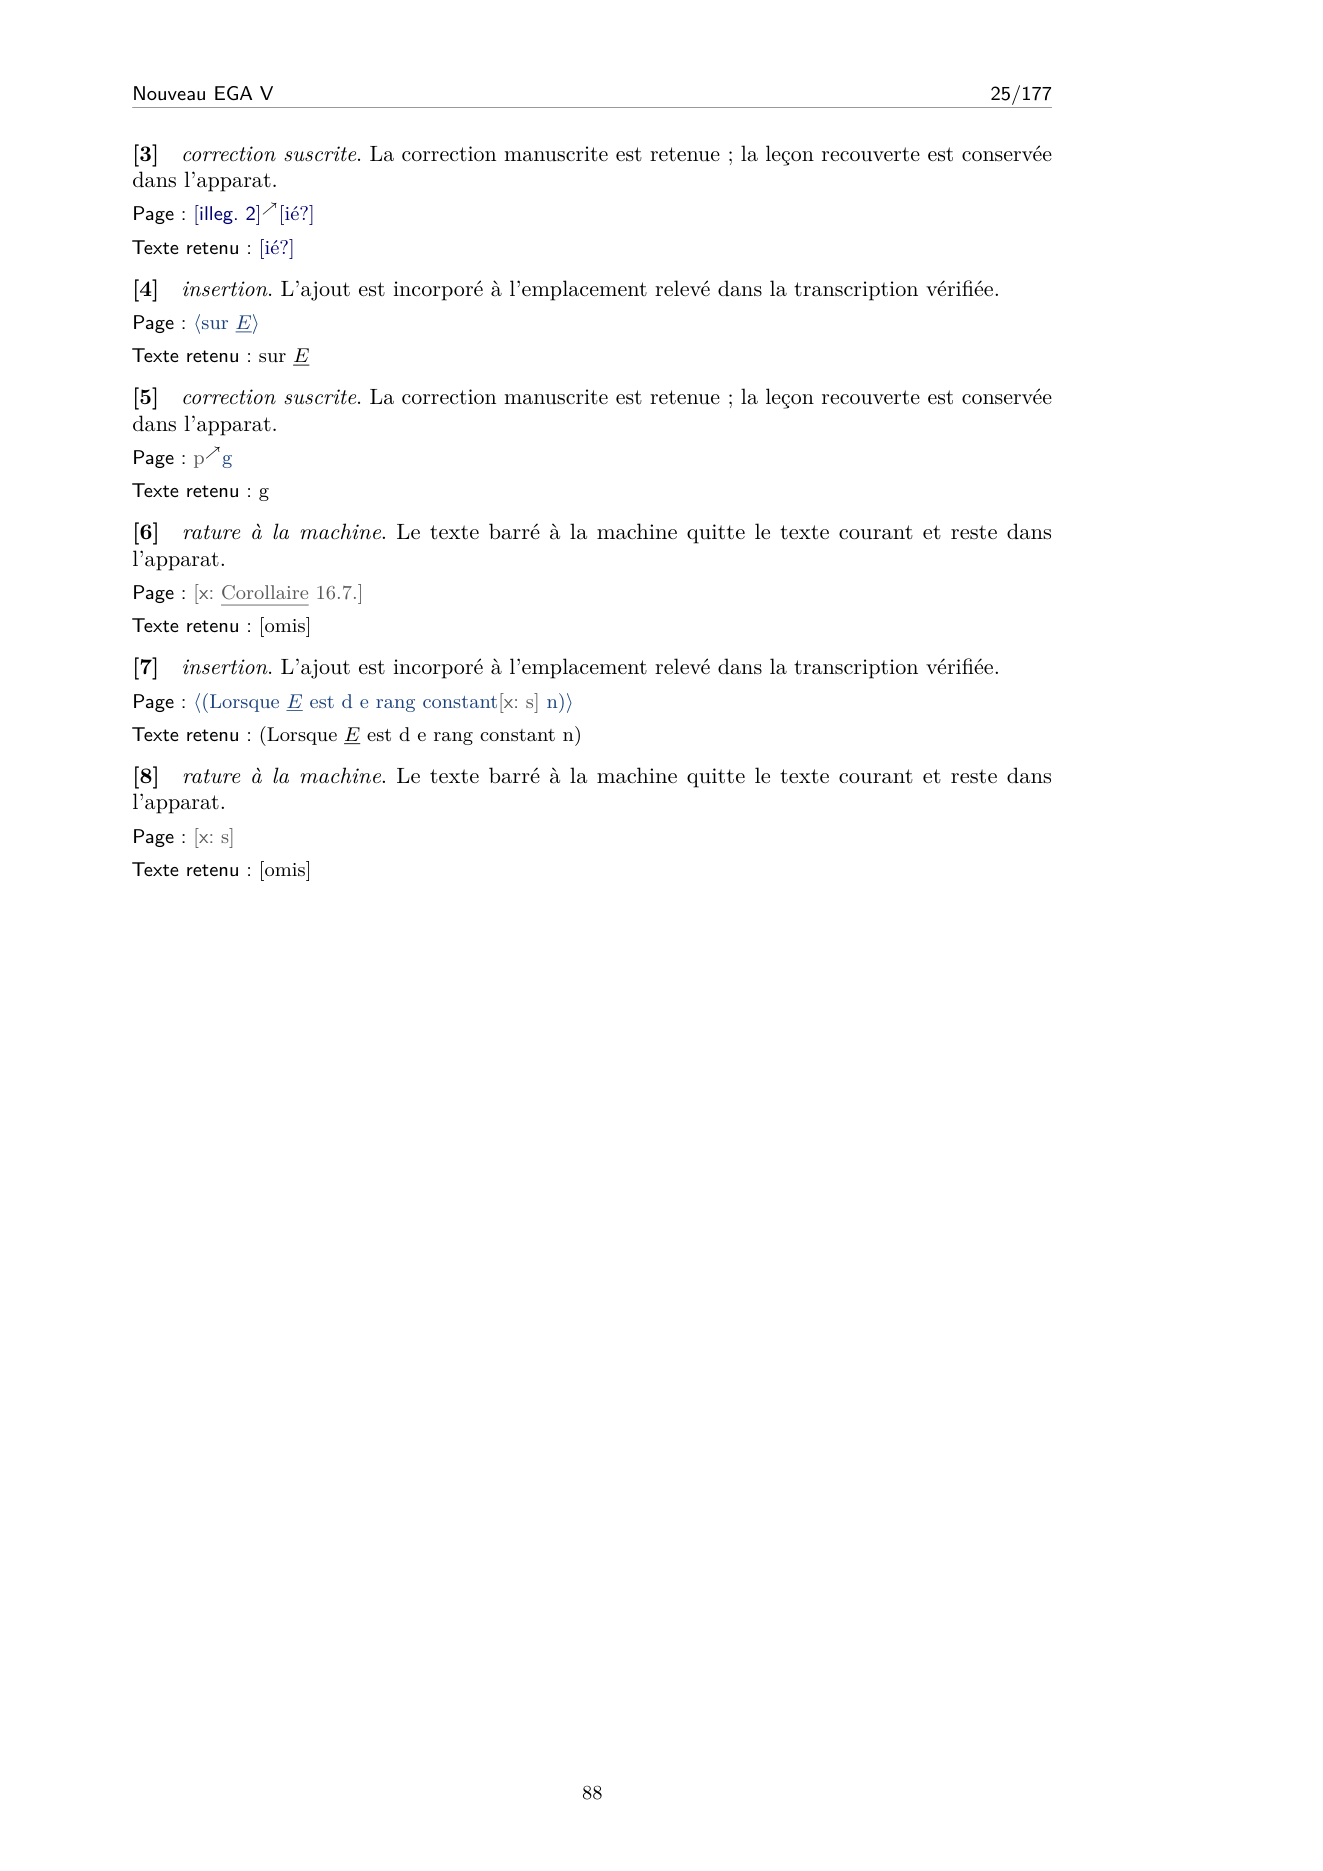 Nouveau EGA V 25/177
[3] correction suscrite. La correction manuscrite est retenue ; la leçon recouverte est conservée
dans l'apparat.
Page : [illeg. 2]↗[ié?]
Texte retenu : [ié?]
[4] insertion. L'ajout est incorporé à l'emplacement relevé dans la transcription vérifiée.
Page : ⟨sur E⟩
Texte retenu : sur E
[5] correction suscrite. La correction manuscrite est retenue ; la leçon recouverte est conservée
dans l'apparat.
Page : p↗g
Texte retenu : g
[6] rature à la machine. Le texte barré à la machine quitte le texte courant et reste dans
l'apparat.
Page : [x: Corollaire 16.7.]
Texte retenu : [omis]
[7] insertion. L'ajout est incorporé à l'emplacement relevé dans la transcription vérifiée.
Page : ⟨(Lorsque E est d e rang constant[x: s] n)⟩
Texte retenu : (Lorsque E est d e rang constant n)
[8] rature à la machine. Le texte barré à la machine quitte le texte courant et reste dans
l'apparat.
Page : [x: s]
Texte retenu : [omis]
88